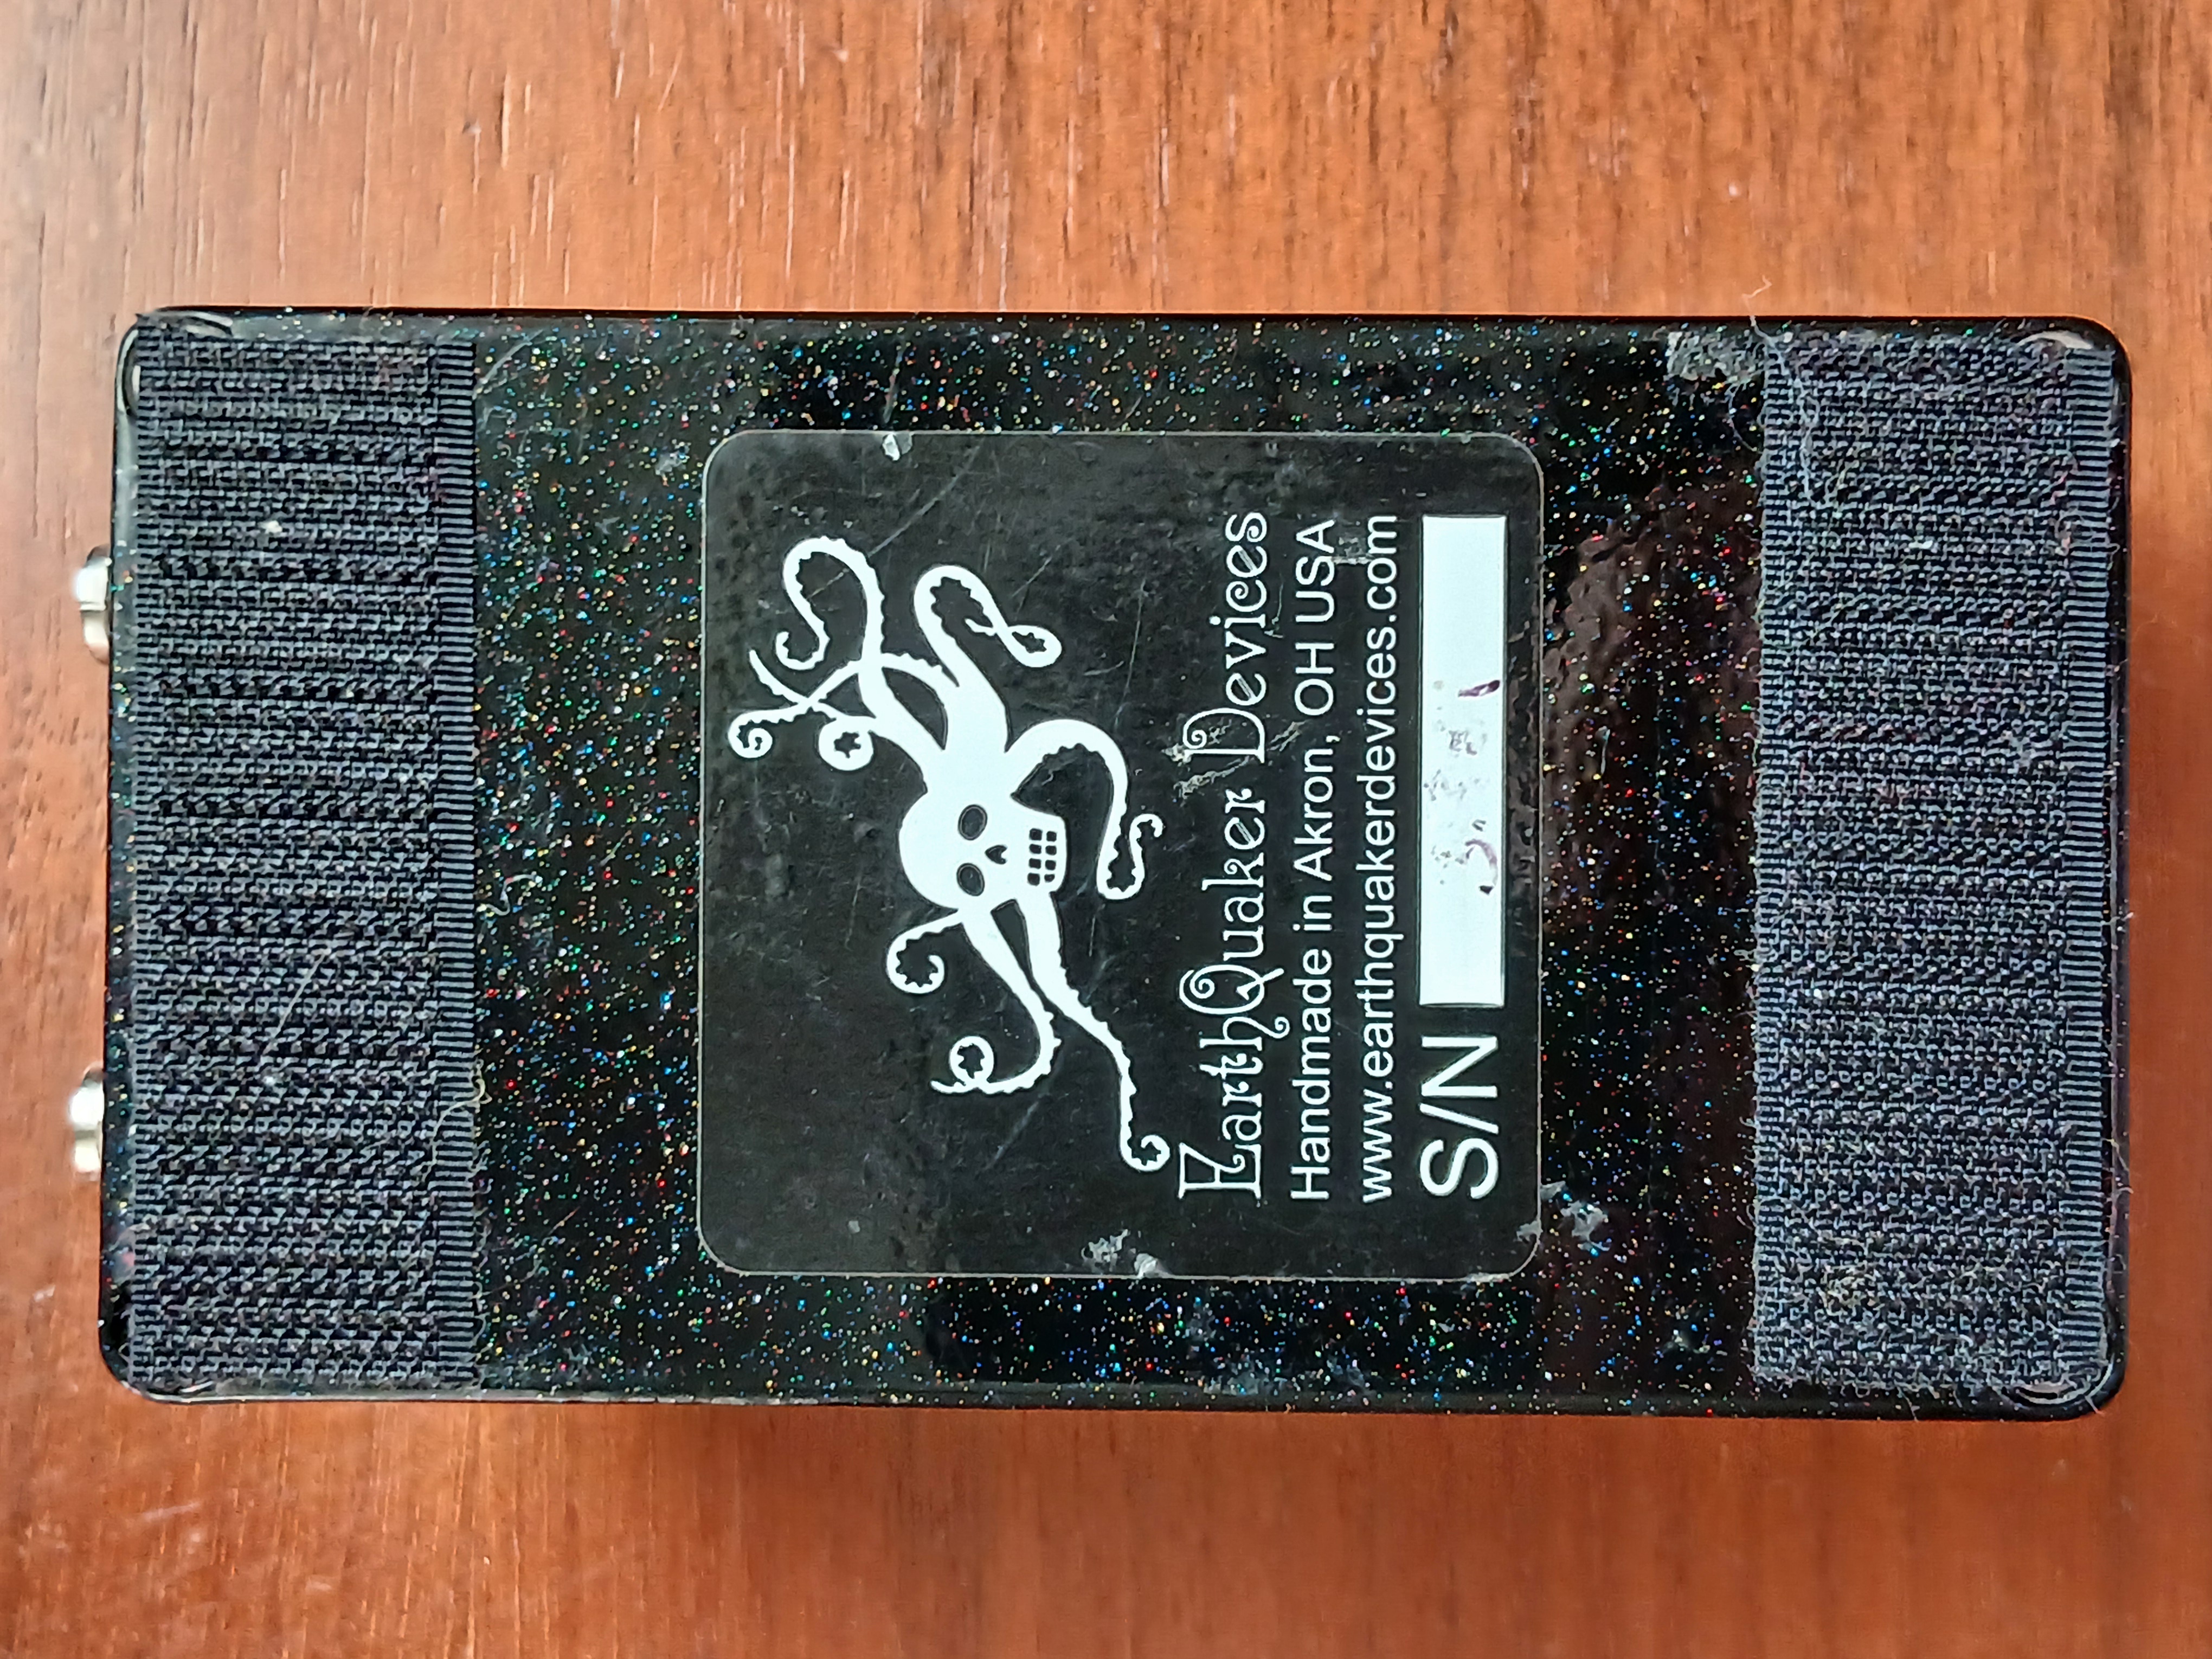 EarthQuaker Devices
Handmade in Akron, OH USA
www.earthquakerdevices.com
S/N